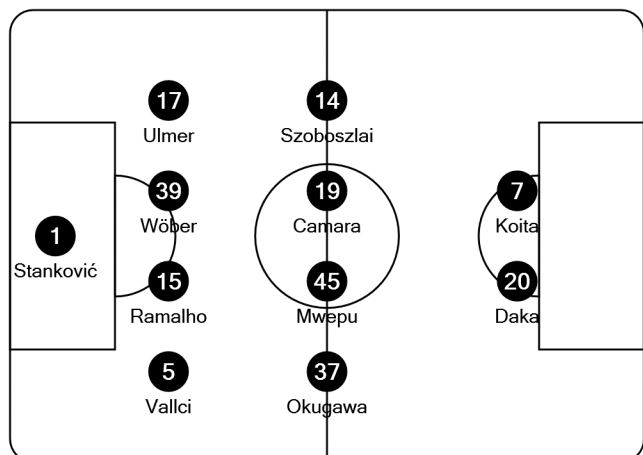 17
Ulmer
14
Szoboszlai
39
Wöber
19
Camara
7
Koita
1
Stanković
15
Ramalho
45
Mwepu
20
Daka
5
Vallci
37
Okugawa